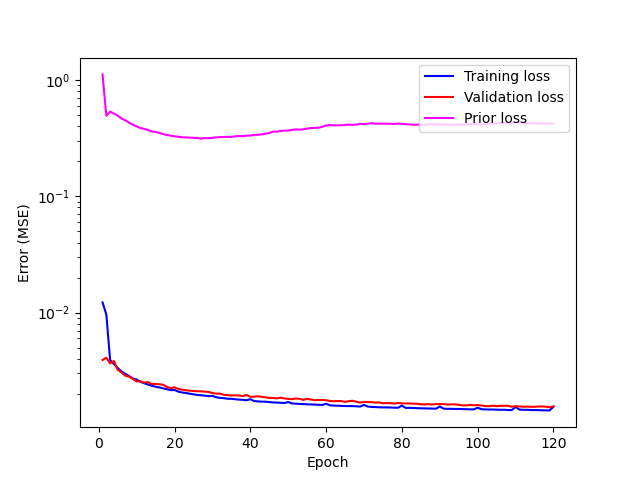 Training loss
Validation loss
Prior loss
10⁰
10⁻¹
10⁻²
Error (MSE)
0 20 40 60 80 100 120
Epoch